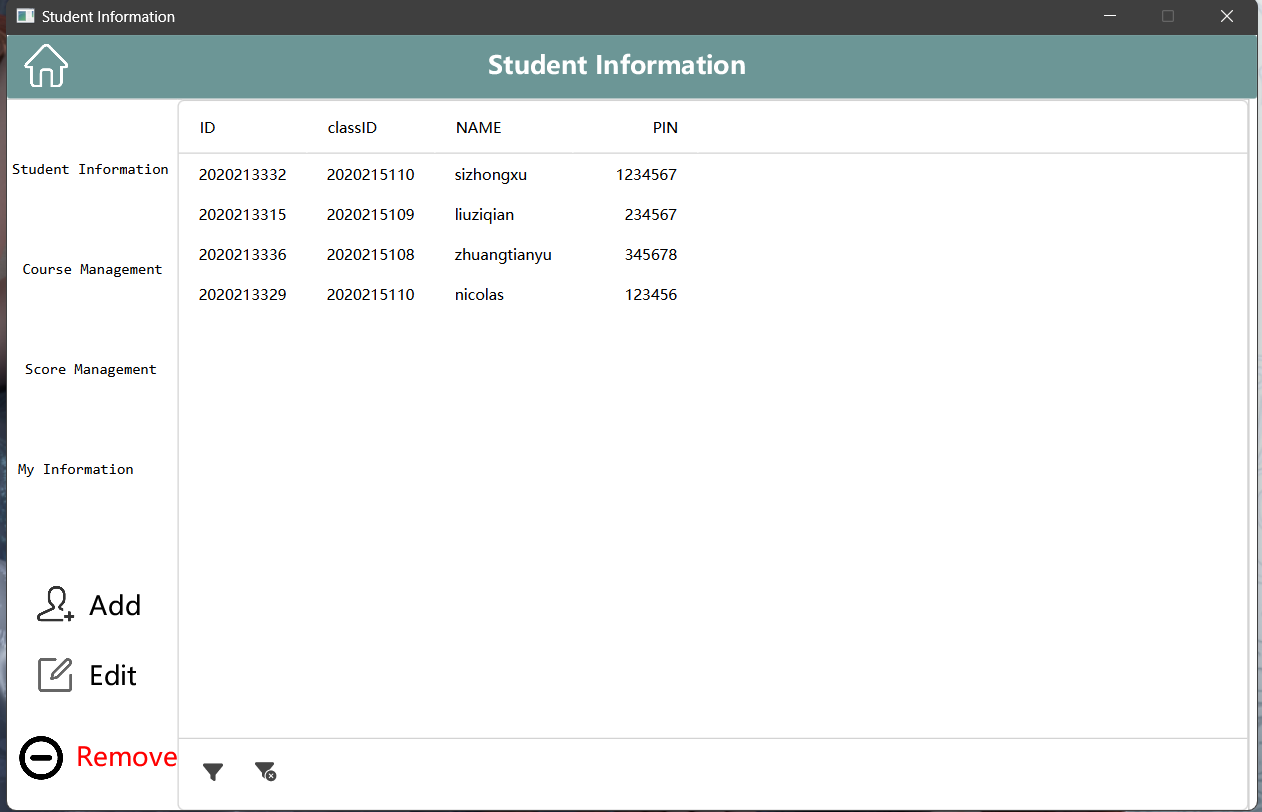 Student Information
Student Information
ID classID NAME PIN
2020213332 2020215110 sizhongxu 1234567
2020213315 2020215109 liuziqian 234567
2020213336 2020215108 zhuangtianyu 345678
2020213329 2020215110 nicolas 123456
Student Information
Course Management
Score Management
My Information
Add
Edit
Remove